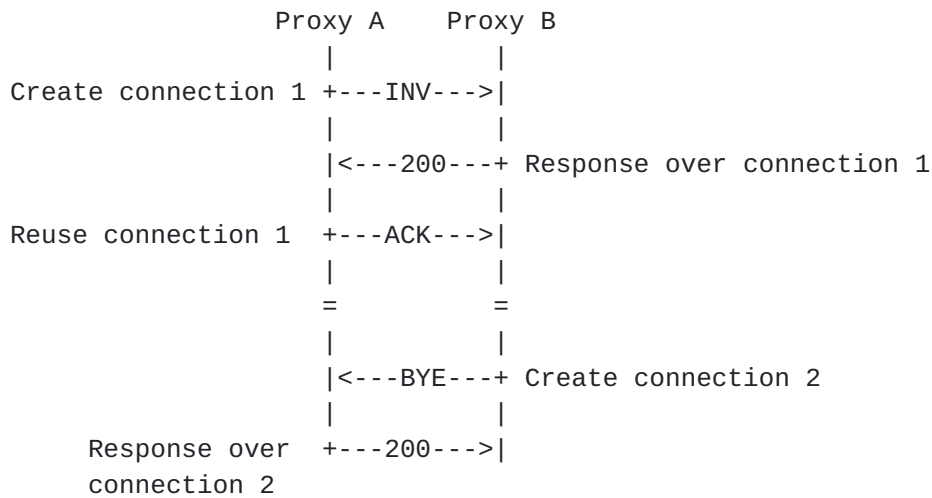 Proxy A    Proxy B
                    |          |
Create connection 1 +---INV--->|
                    |          |
                    |<---200---+ Response over connection 1
                    |          |
Reuse connection 1  +---ACK--->|
                    |          |
                    =          =
                    |          |
                    |<---BYE---+ Create connection 2
                    |          |
     Response over  +---200--->|
     connection 2